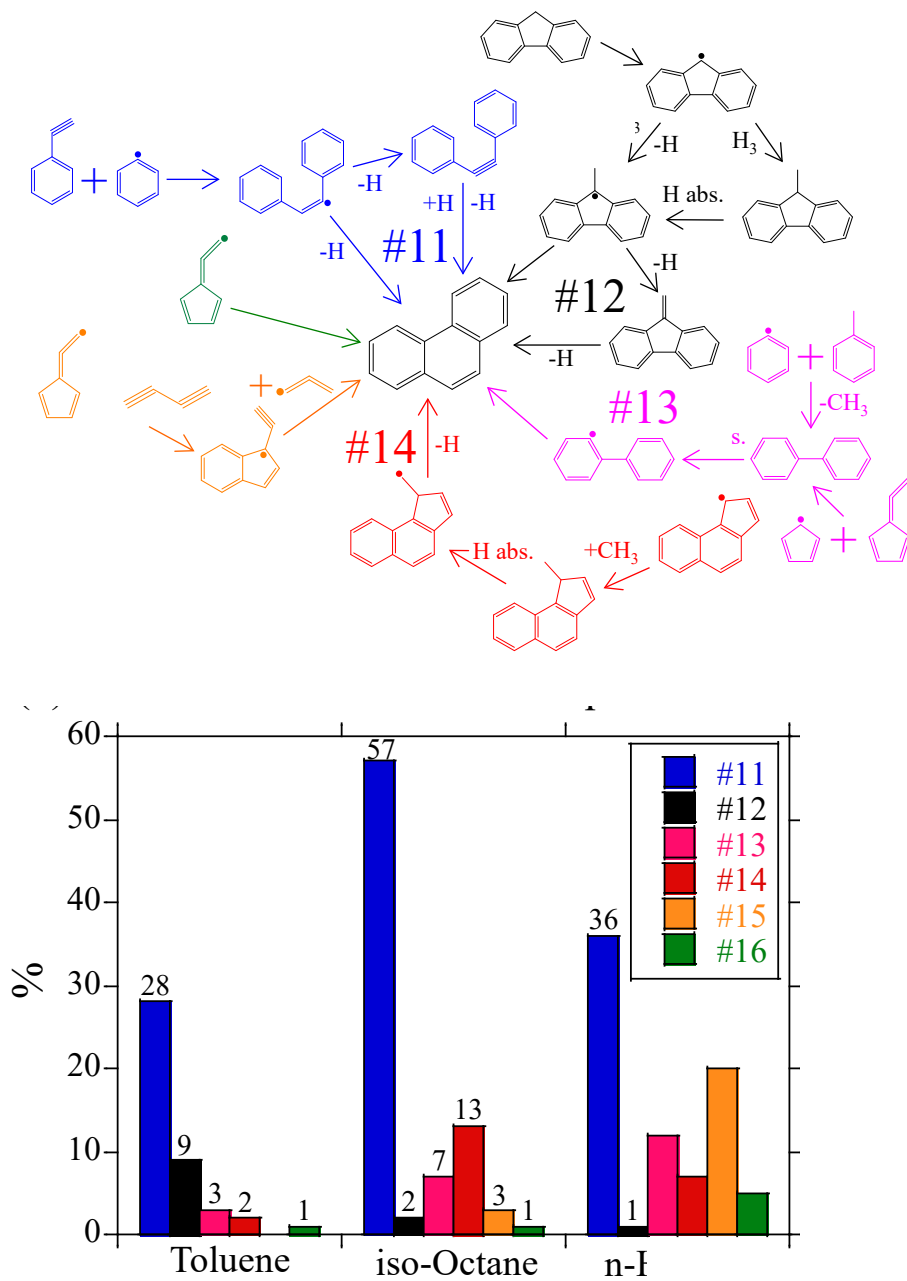 -H
H₃
-H
+H
-H
H abs.
#11
-H
-H
#12
-H
+
+
+
#13
-CH₃
#14
-H
s.
+CH₃
H abs.
+
60
57
#11
#12
50
#13
#14
40
#15
36
#16
%
30
28
20
13
10
9
7
3
2
2
3
1
1
1
0
Toluene
iso-Octane